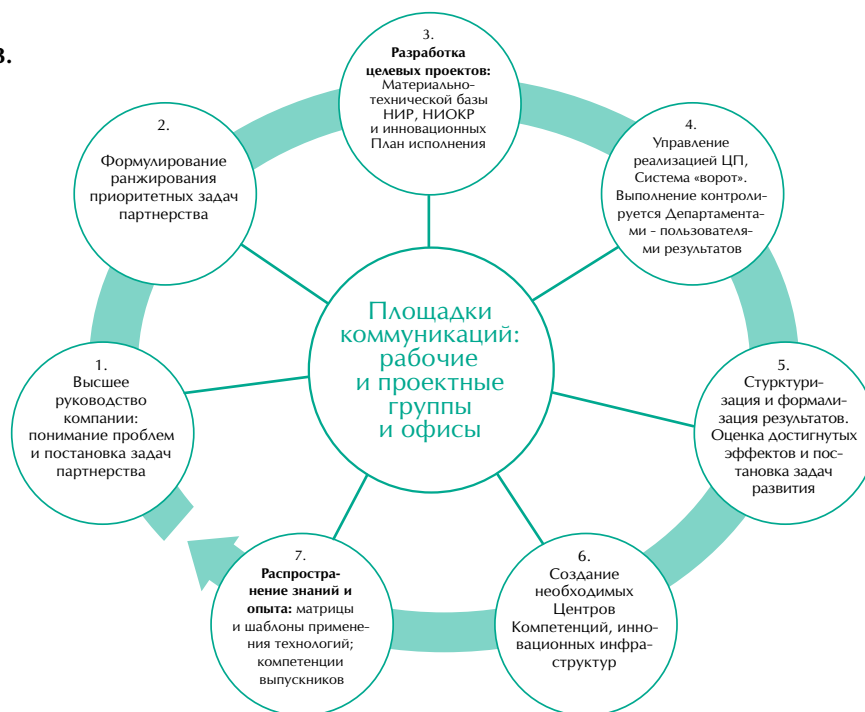 3.
3.
Разработка
целевых проектов:
Материально-
технической базы
НИР, НИОКР
и инновационных
План исполнения
2.
Формулирование
ранжирования
приоритетных задач
партнерства
4.
Управление
реализацией ЦП,
Система «ворот».
Выполнение контроли-
руется Департамента-
ми - пользователя-
ми результатов
Площадки
коммуникаций:
рабочие
и проектные
группы
и офисы
1.
Высшее
руководство
компании:
понимание проблем
и постановка задач
партнерства
5.
Стурктури-
зация и формали-
зация результатов.
Оценка достигнутых
эффектов и пос-
тановка задач
развития
7.
Распростра-
нение знаний и
опыта: матрицы
и шаблоны примене-
ния технологий;
компетенции
выпускников
6.
Создание
необходимых
Центров
Компетенций, инно-
вационных инфра-
структур